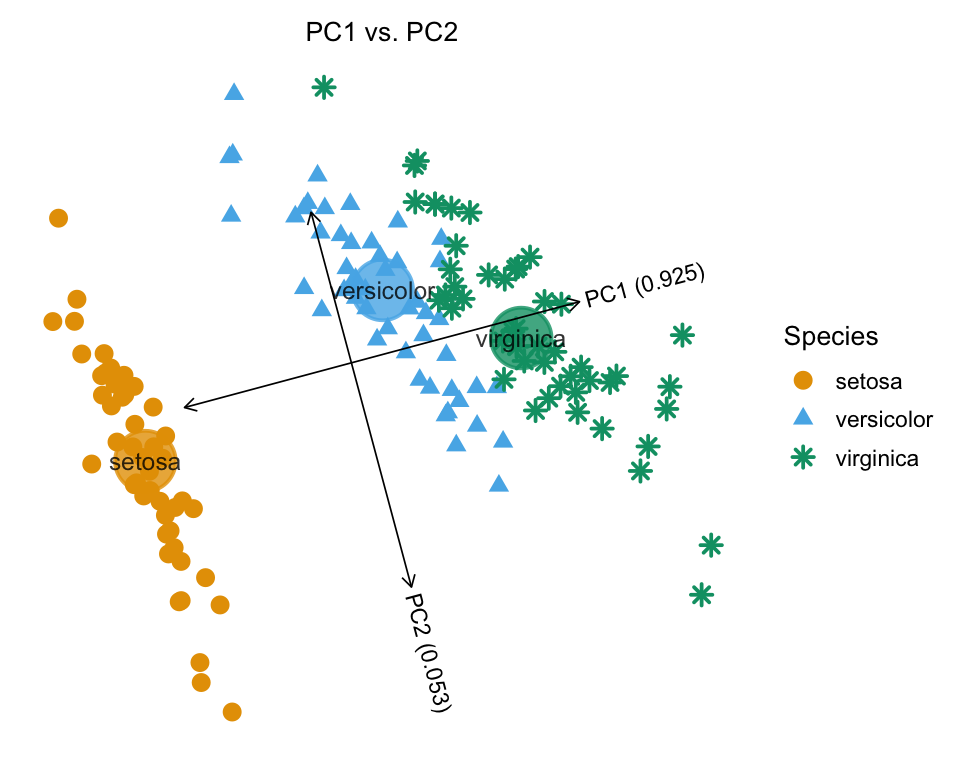 PC1 vs. PC2
versicolor
PC1 (0.925)
virginica
setosa
PC2 (0.053)
Species
setosa
versicolor
virginica